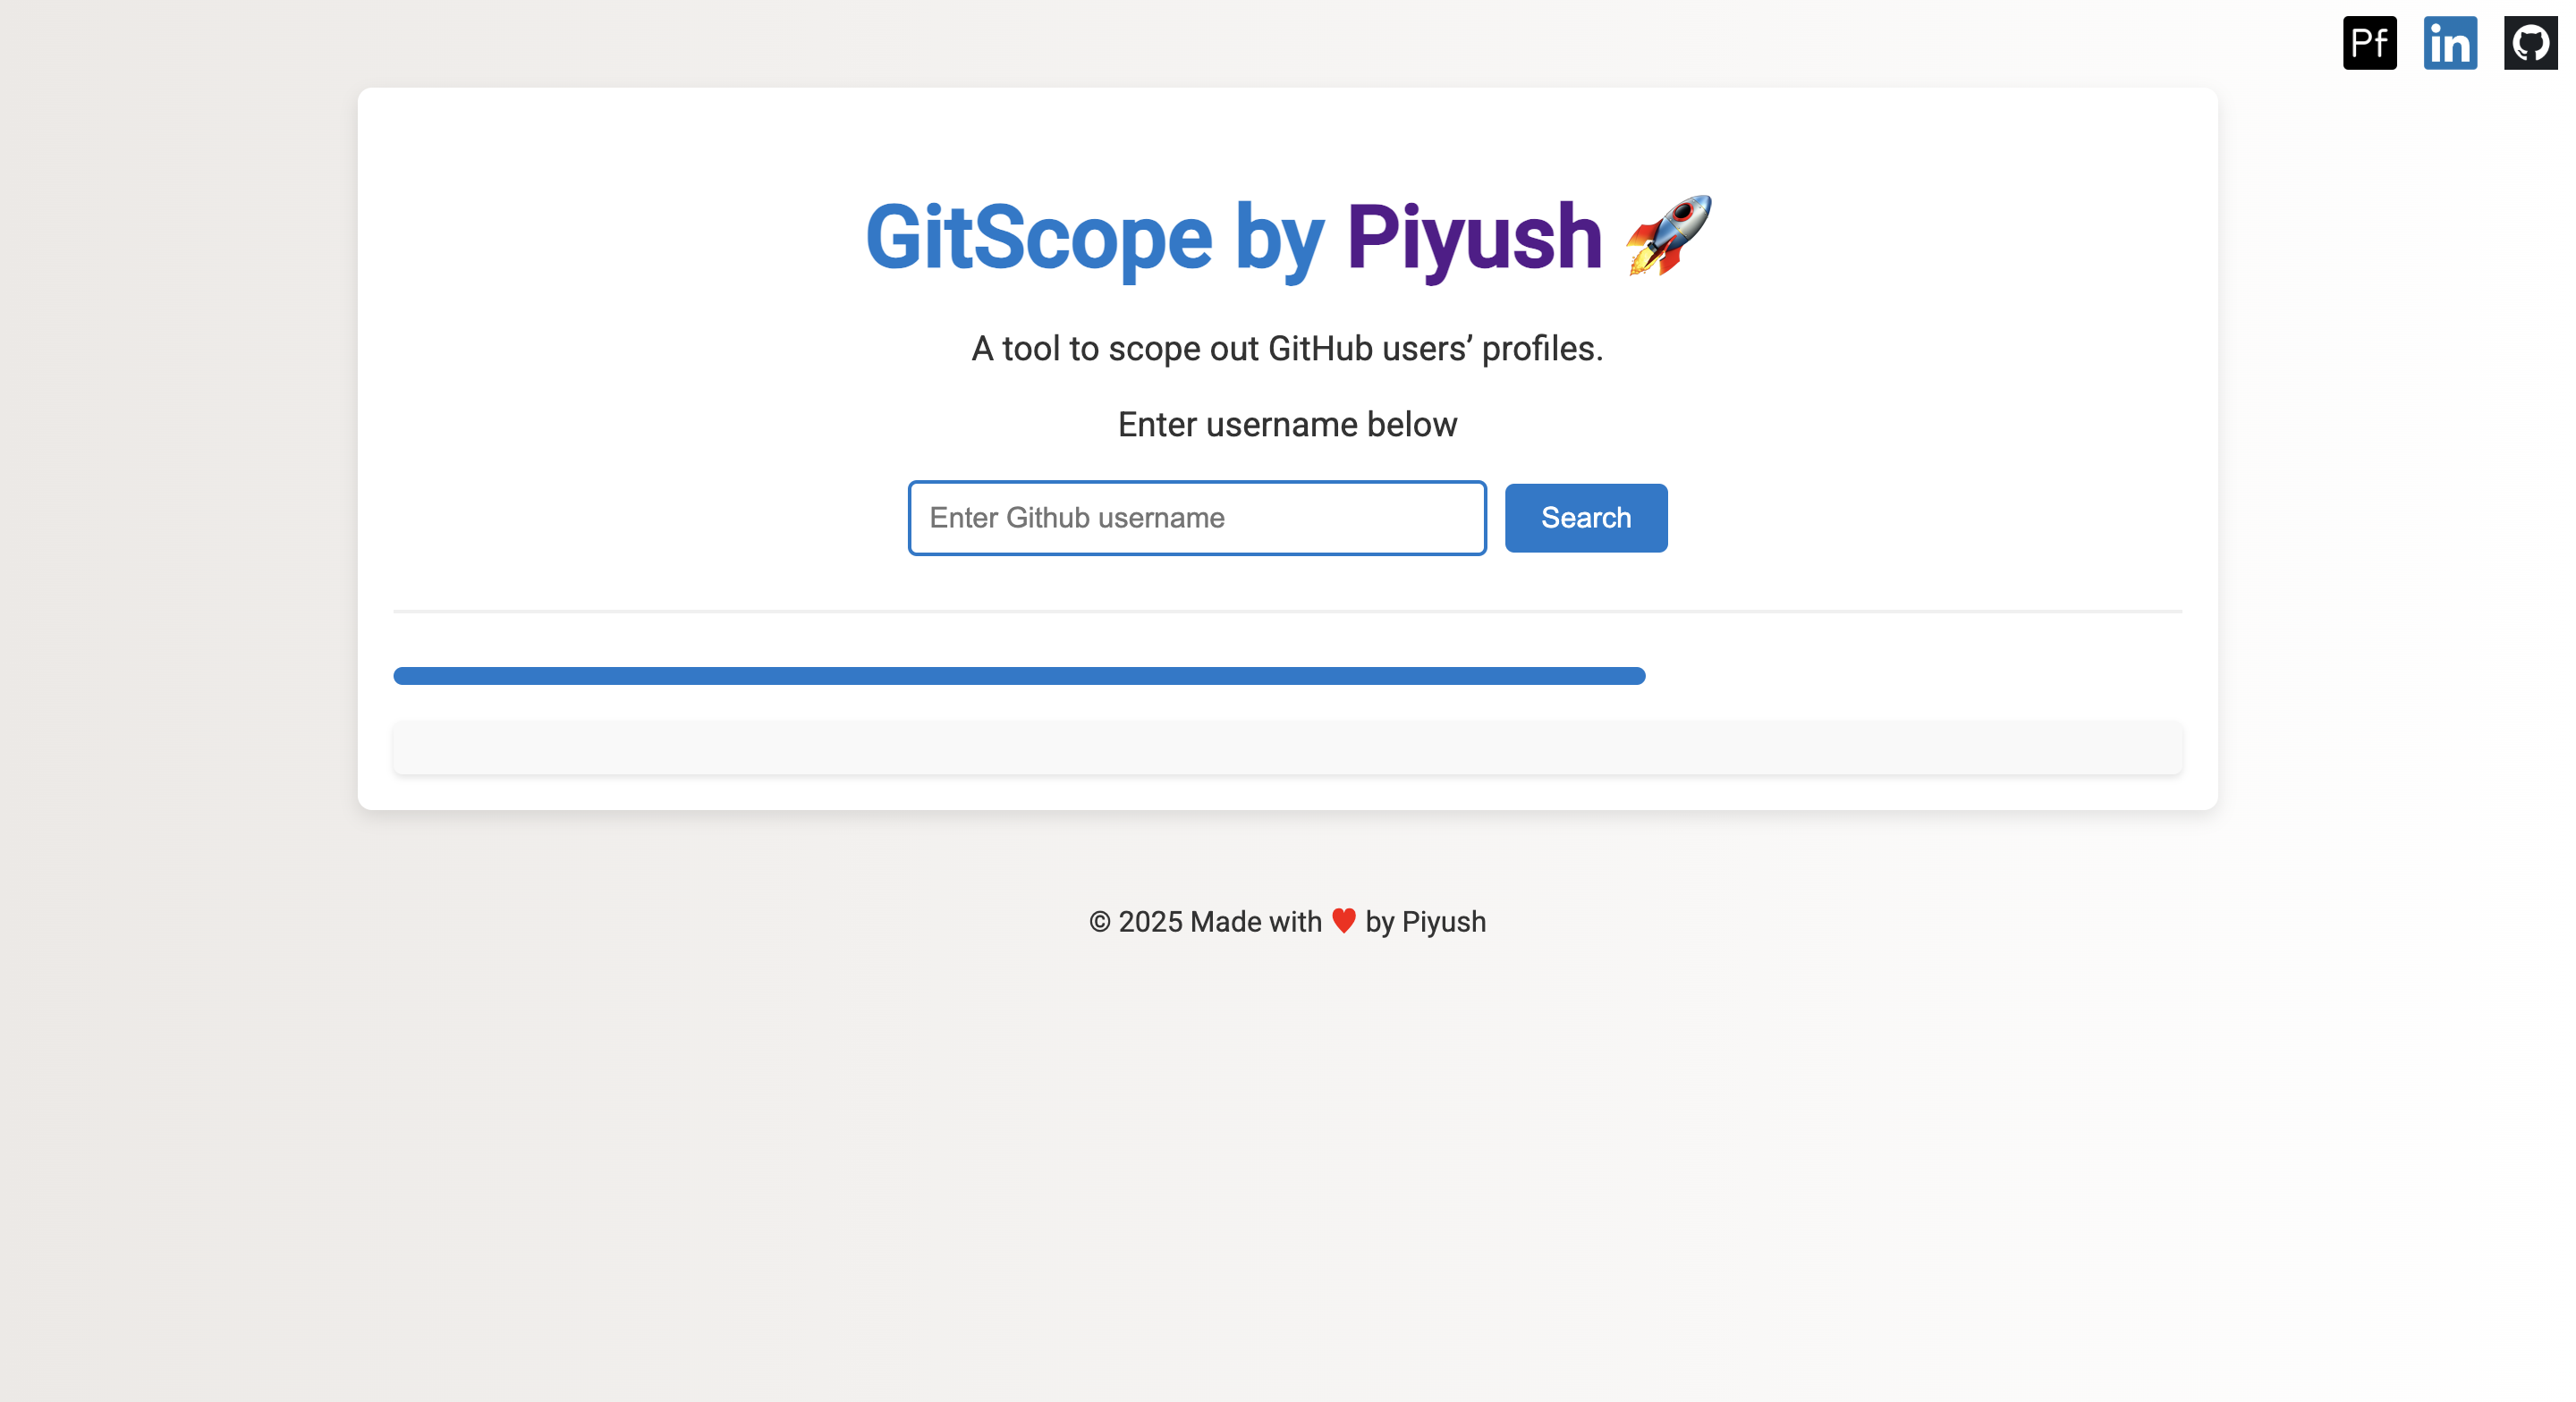 Pf in
GitScope by Piyush 🚀
A tool to scope out GitHub users’ profiles.
Enter username below
Enter Github username Search
© 2025 Made with ♥ by Piyush